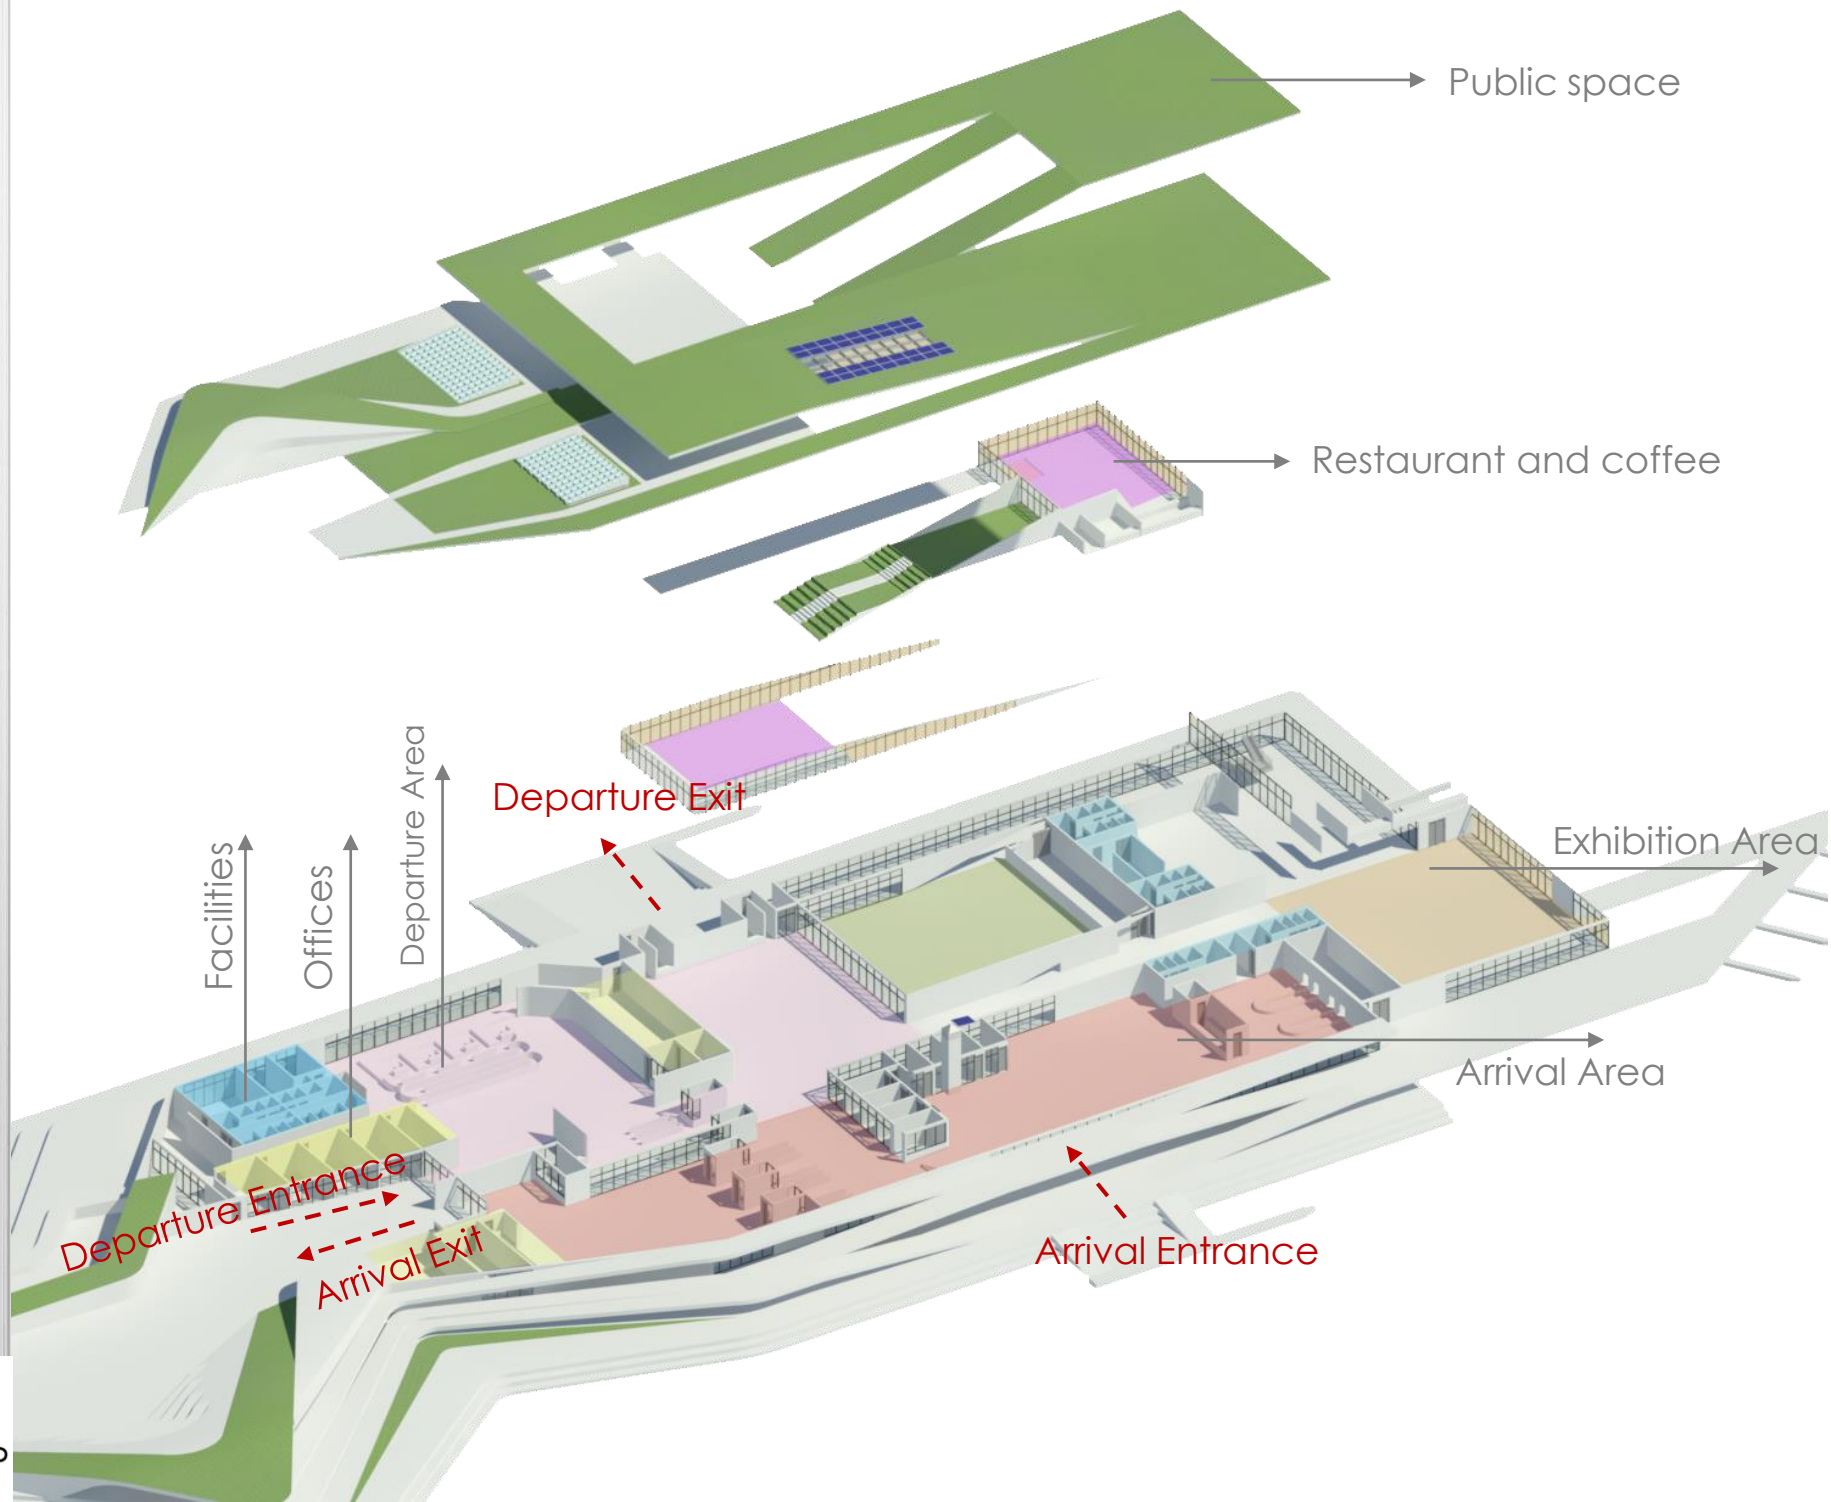 Public space
Restaurant and coffee
Departure Exit
Departure Area
Facilities
Offices
Exhibition Area
Arrival Area
Departure Entrance
Arrival Exit
Arrival Entrance